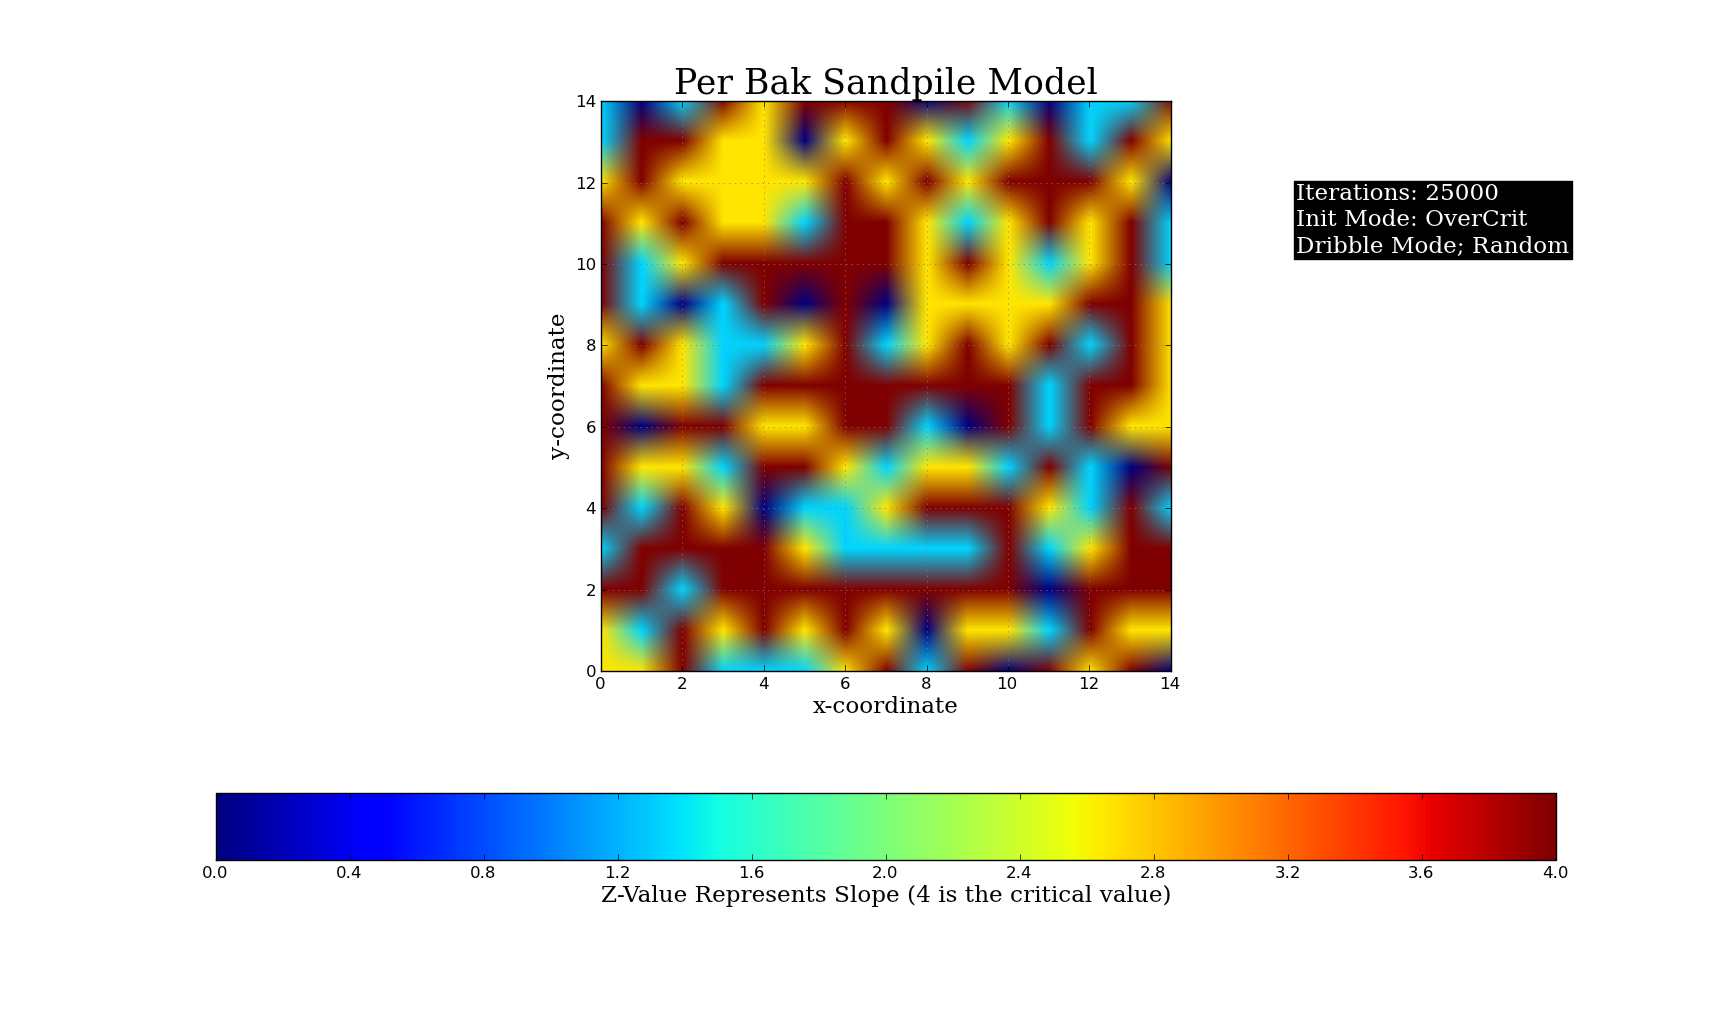 Per Bak Sandpile Model
14
12
10
8
6
4
2
0
y-coordinate
0 2 4 6 8 10 12 14
x-coordinate
Iterations: 25000
Init Mode: OverCrit
Dribble Mode; Random
0.0 0.4 0.8 1.2 1.6 2.0 2.4 2.8 3.2 3.6 4.0
Z-Value Represents Slope (4 is the critical value)